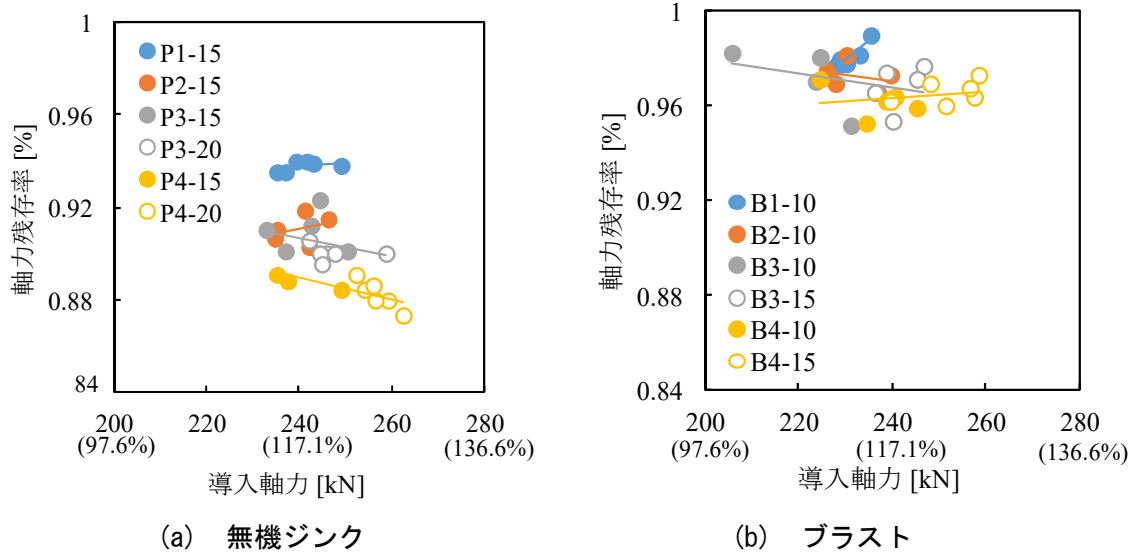 1
0.96
0.92
0.88
84
軸力残存率 [%]
P1-15
P2-15
P3-15
P3-20
P4-15
P4-20
200 220 240 260 280
(97.6%) (117.1%) (136.6%)
導入軸力 [kN]
(a) 無機ジンク
1
0.96
0.92
0.88
0.84
軸力残存率 [%]
B1-10
B2-10
B3-10
B3-15
B4-10
B4-15
200 220 240 260 280
(97.6%) (117.1%) (136.6%)
導入軸力 [kN]
(b) ブラスト